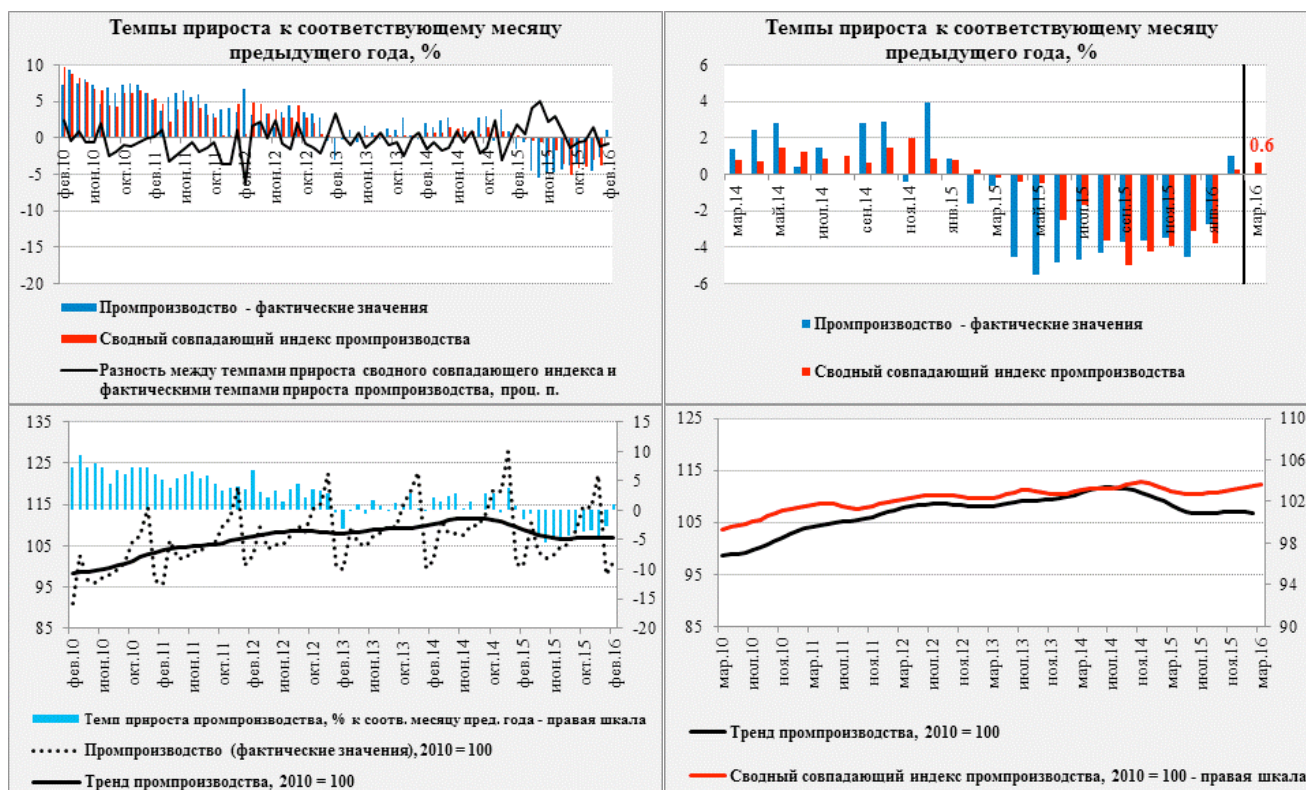 Темпы прироста к соответствующему месяцу
предыдущего года, %
10
5
0
-5
-10
-15
-20
фев.10
июн.10
окт.10
фев.11
июн.11
окт.11
фев.12
июн.12
окт.12
фев.13
июн.13
окт.13
фев.14
июн.14
окт.14
фев.15
июн.15
окт.15
фев.16
Промпроизводство - фактические значения
Сводный совпадающий индекс промпроизводства
Разность между темпами прироста сводного совпадающего индекса и
фактическими темпами прироста промпроизводства, проц. п.
Темпы прироста к соответствующему месяцу
предыдущего года, %
6
4
2
0
-2
-4
-6
0.6
мар.14
май.14
июл.14
сен.14
ноя.14
янв.15
мар.15
май.15
июл.15
сен.15
ноя.15
янв.16
мар.16
Промпроизводство - фактические значения
Сводный совпадающий индекс промпроизводства
135
125
115
105
95
85
15
10
5
0
-5
-10
-15
-20
фев.10
июн.10
окт.10
фев.11
июн.11
окт.11
фев.12
июн.12
окт.12
фев.13
июн.13
окт.13
фев.14
июн.14
окт.14
фев.15
июн.15
окт.15
фев.16
Темп прироста промпроизводства, % к соотв. месяцу пред. года - правая шкала
Промпроизводство (фактические значения), 2010 = 100
Тренд промпроизводства, 2010 = 100
125
115
105
95
85
110
106
102
98
94
90
мар.10
июл.10
ноя.10
мар.11
июл.11
ноя.11
мар.12
июл.12
ноя.12
мар.13
июл.13
ноя.13
мар.14
июл.14
ноя.14
мар.15
июл.15
ноя.15
мар.16
Тренд промпроизводства, 2010 = 100
Сводный совпадающий индекс промпроизводства, 2010 = 100 - правая шкала